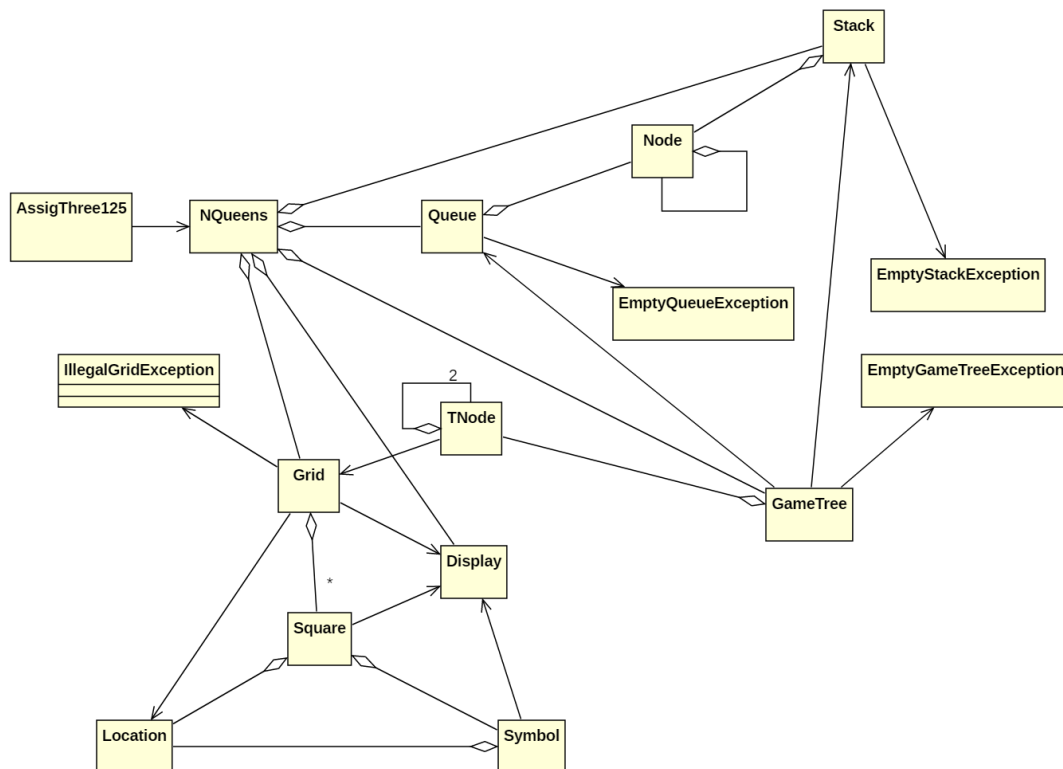 Stack
Node
AssigThree125
NQueens
Queue
EmptyStackException
EmptyQueueException
IllegalGridException
EmptyGameTreeException
2
TNode
Grid
GameTree
Display
*
Square
Location
Symbol